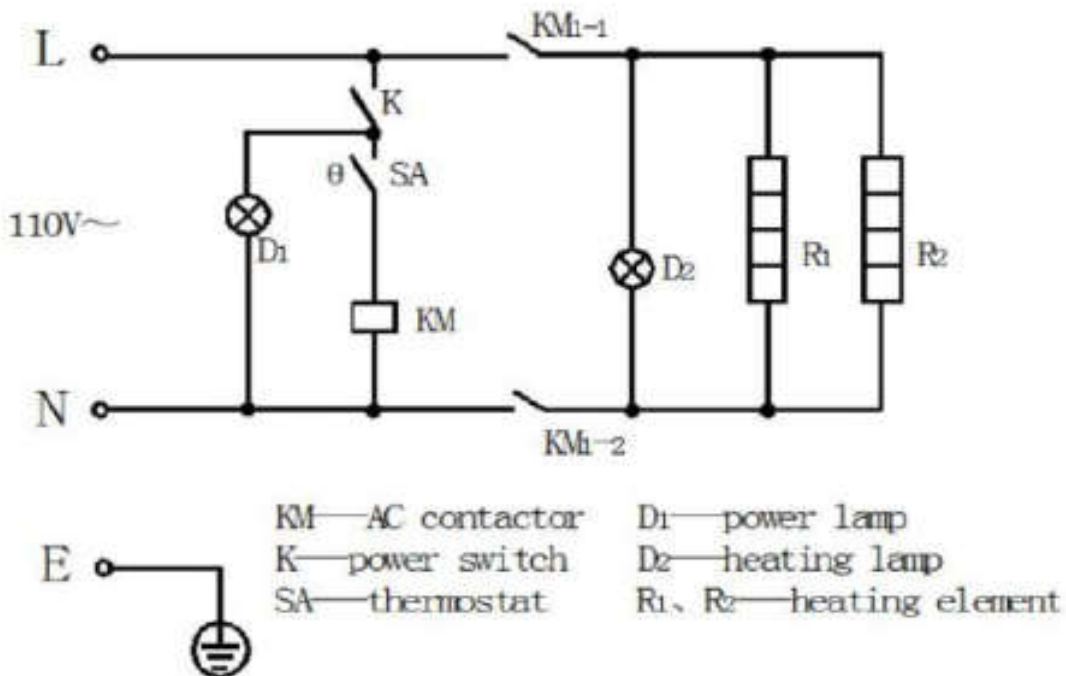 L
KM1-1
K
θ SA
110V～
D1
D2
R1
R2
KM
N
KM1-2
KM—AC contactor D1—power lamp
E
K—power switch D2—heating lamp
SA—thermostat R1、R2—heating element